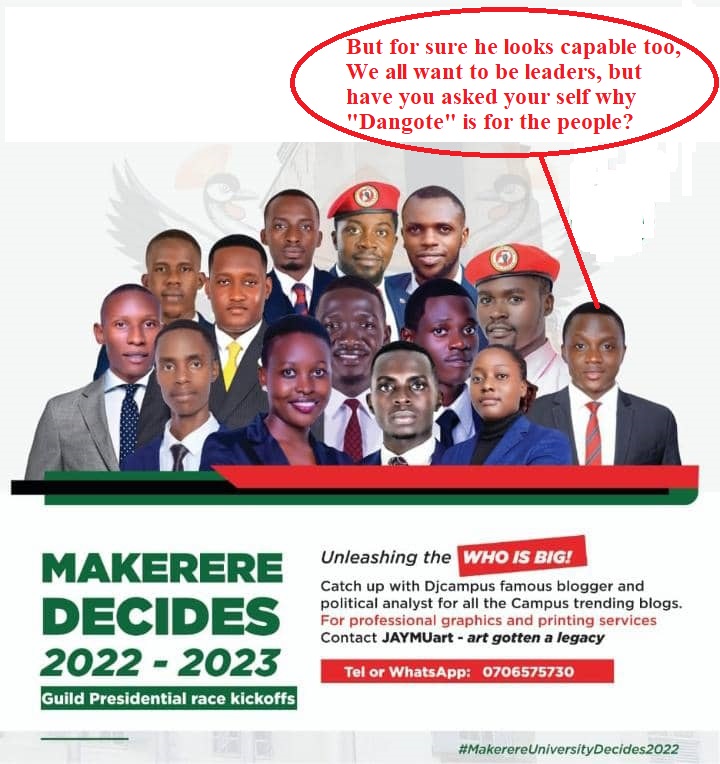 But for sure he looks capable too,
We all want to be leaders, but
have you asked your self why
"Dangote" is for the people?
MAKERERE
DECIDES
2022 - 2023
Guild Presidential race kickoffs
Unleashing the WHO IS BIG!
Catch up with Djcampus famous blogger and
political analyst for all the Campus trending blogs.
For professional graphics and printing services
Contact JAYMUart - art gotten a legacy
Tel or WhatsApp: 0706575730
#MakerereUniversityDecides2022